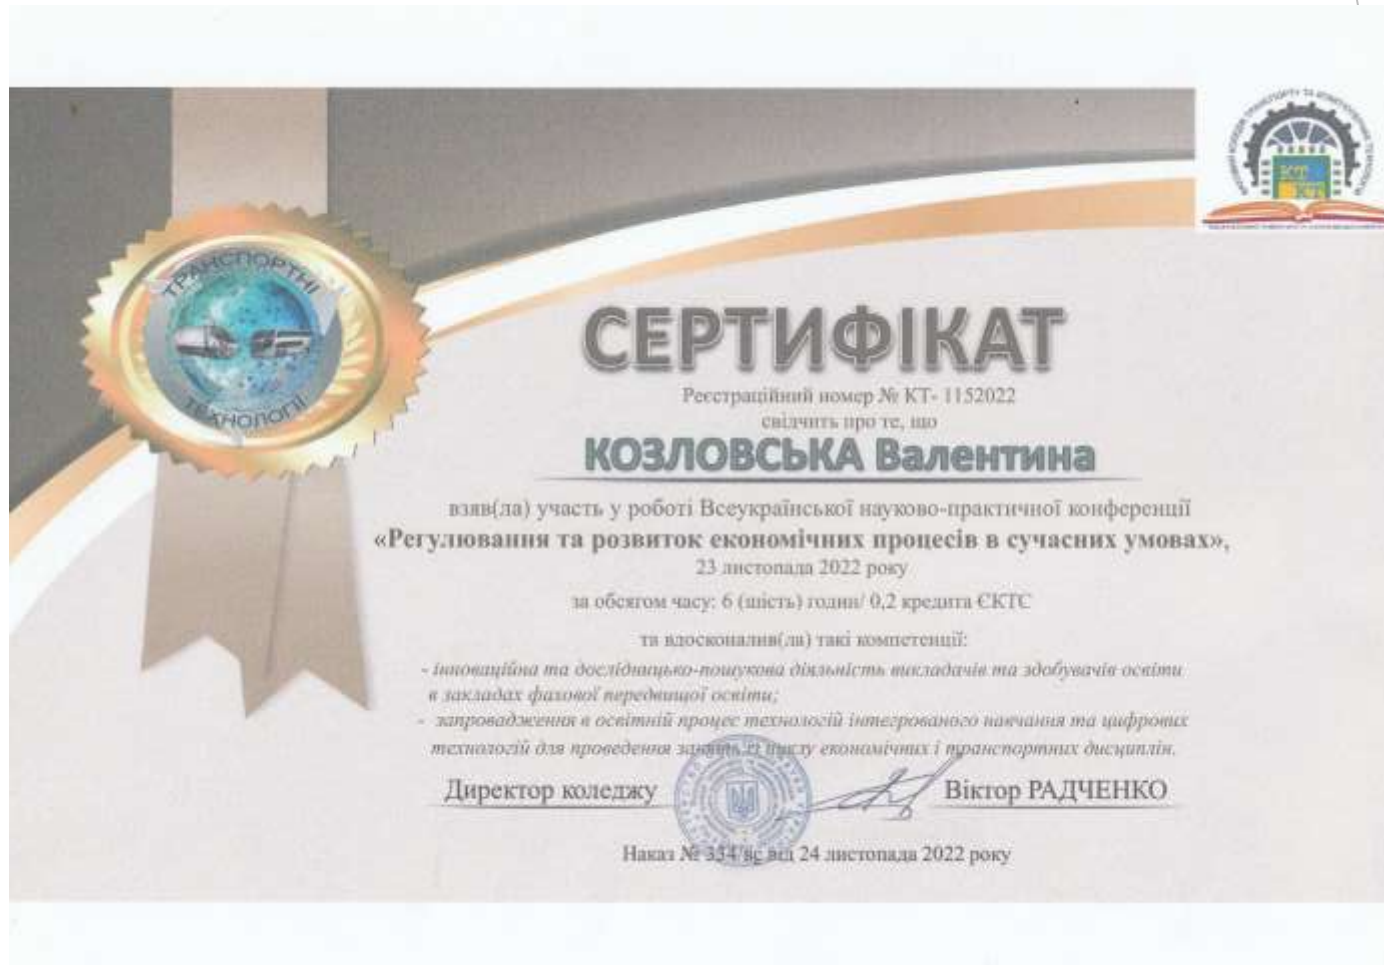 ТРАНСПОРТНІ
ТЕХНОЛОГІЇ
КТ
КТ
СЕРТИФІКАТ
Реєстраційний номер № КТ- 1152022
свідчить про те, що
КОЗЛОВСЬКА Валентина
взяв(ла) участь у роботі Всеукраїнської науково-практичної конференції
«Регулювання та розвиток економічних процесів в сучасних умовах»,
23 листопада 2022 року
за обсягом часу: 6 (шість) годин/ 0,2 кредита ЄКТС
та вдосконалив(ла) такі компетенції:
- інноваційна та дослідницько-пошукова діяльність викладачів та здобувачів освіти
в закладах фахової передвищої освіти;
- запровадження в освітній процес технологій інтегрованого навчання та цифрових
технологій для проведення занять із циклу економічних і транспортних дисциплін.
Директор коледжу
Віктор РАДЧЕНКО
Наказ № 334 від 24 листопада 2022 року